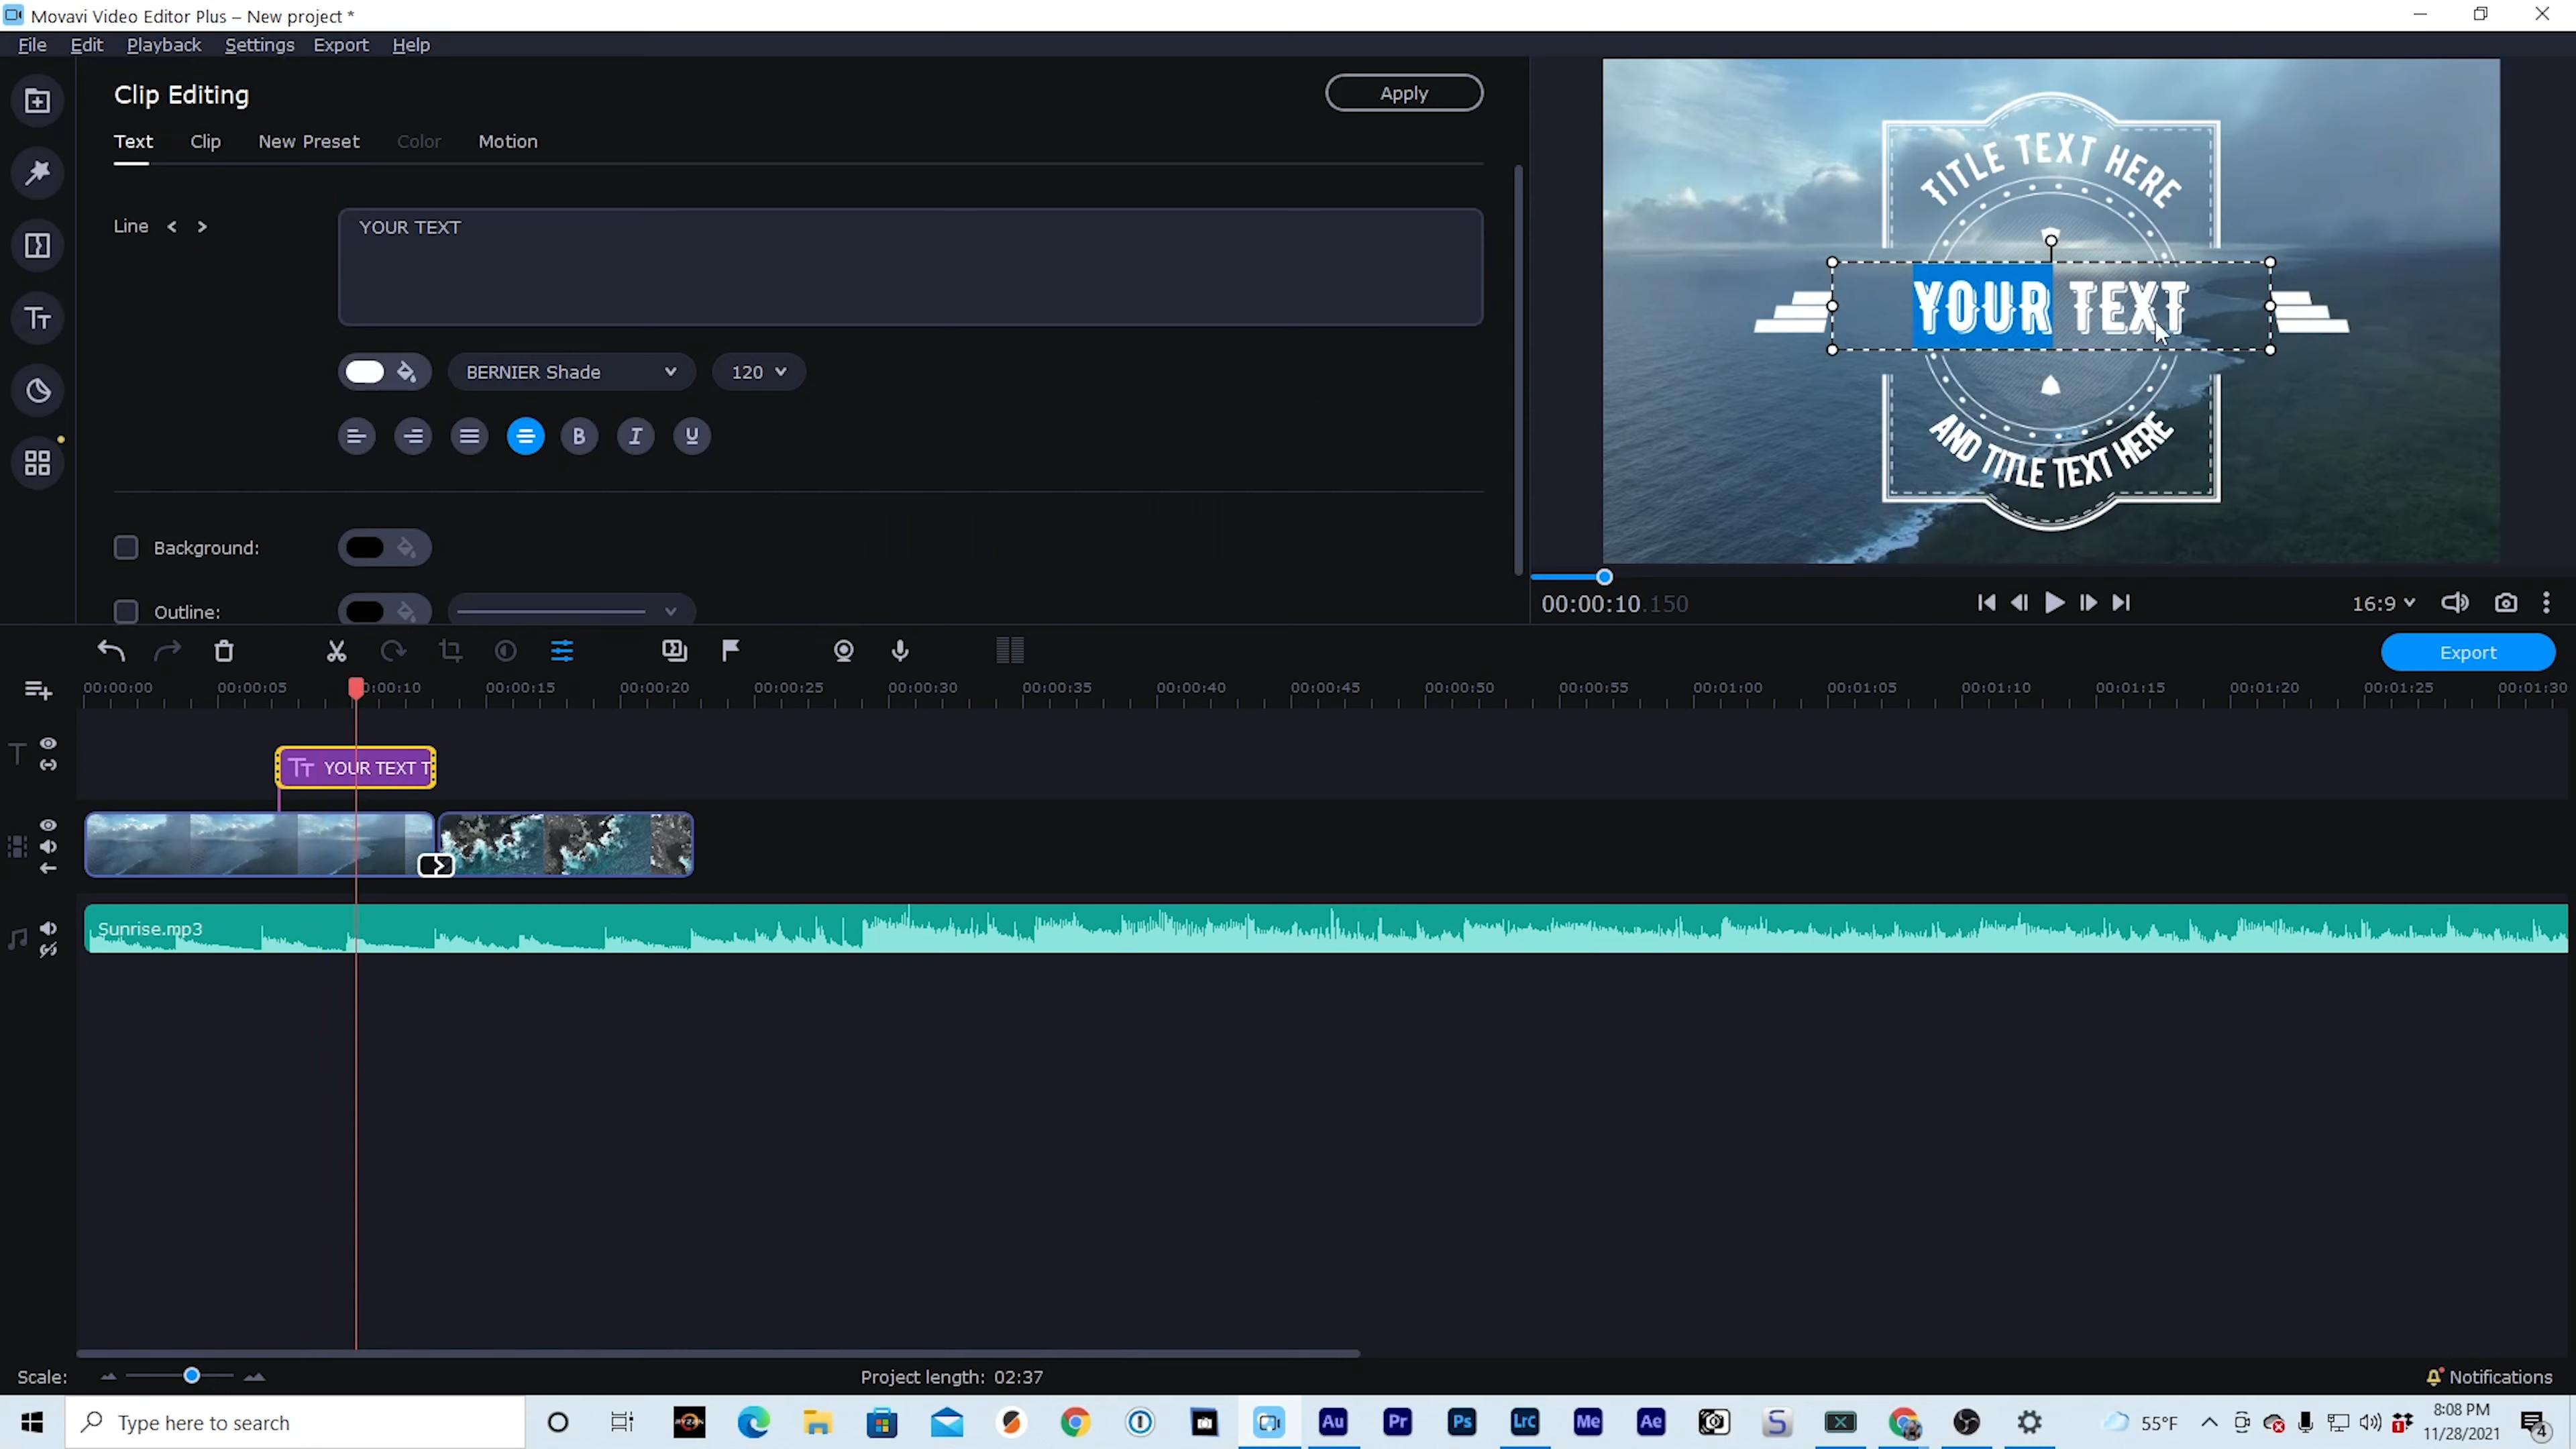 Movavi Video Editor Plus – New project *
File Edit Playback Settings Export Help
Clip Editing
Apply
Text Clip New Preset Color Motion
Line < >
YOUR TEXT
BERNIER Shade
120
B I U
Background:
Outline:
TITLE TEXT HERE
YOUR TEXT
AND TITLE TEXT HERE
00:00:10.150
16:9
Export
00:00:00 00:00:05 00:00:10 00:00:15 00:00:20 00:00:25 00:00:30 00:00:35 00:00:40 00:00:45 00:00:50 00:00:55 00:01:00 00:01:05 00:01:10 00:01:15 00:01:20 00:01:25 00:01:30
YOUR TEXT T
Sunrise.mp3
Scale:
Project length: 02:37
Notifications
Type here to search
RYZEN
Au Pr Ps LrC Me Ae S X
55°F
1
8:08 PM
11/28/2021
4